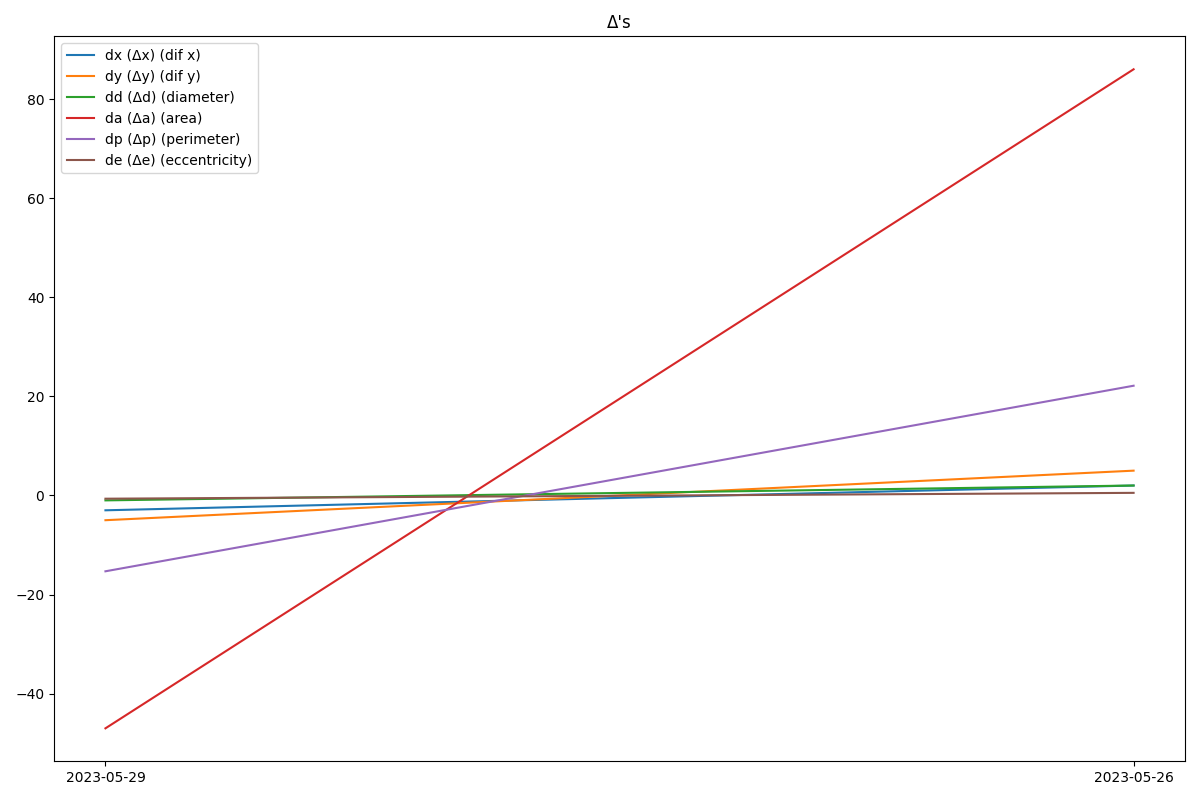 Δ's
dx (Δx) (dif x)
dy (Δy) (dif y)
dd (Δd) (diameter)
da (Δa) (area)
dp (Δp) (perimeter)
de (Δe) (eccentricity)
80
60
40
20
0
−20
−40
2023-05-29
2023-05-26